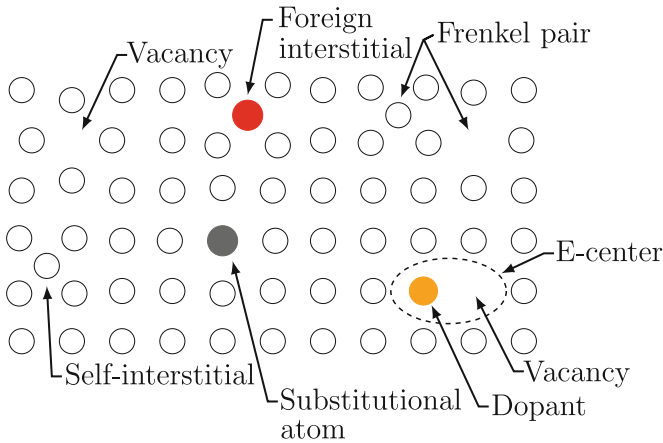 Foreign
interstitial
Vacancy
Frenkel pair
E-center
Self-interstitial
Vacancy
Substitutional
atom
Dopant